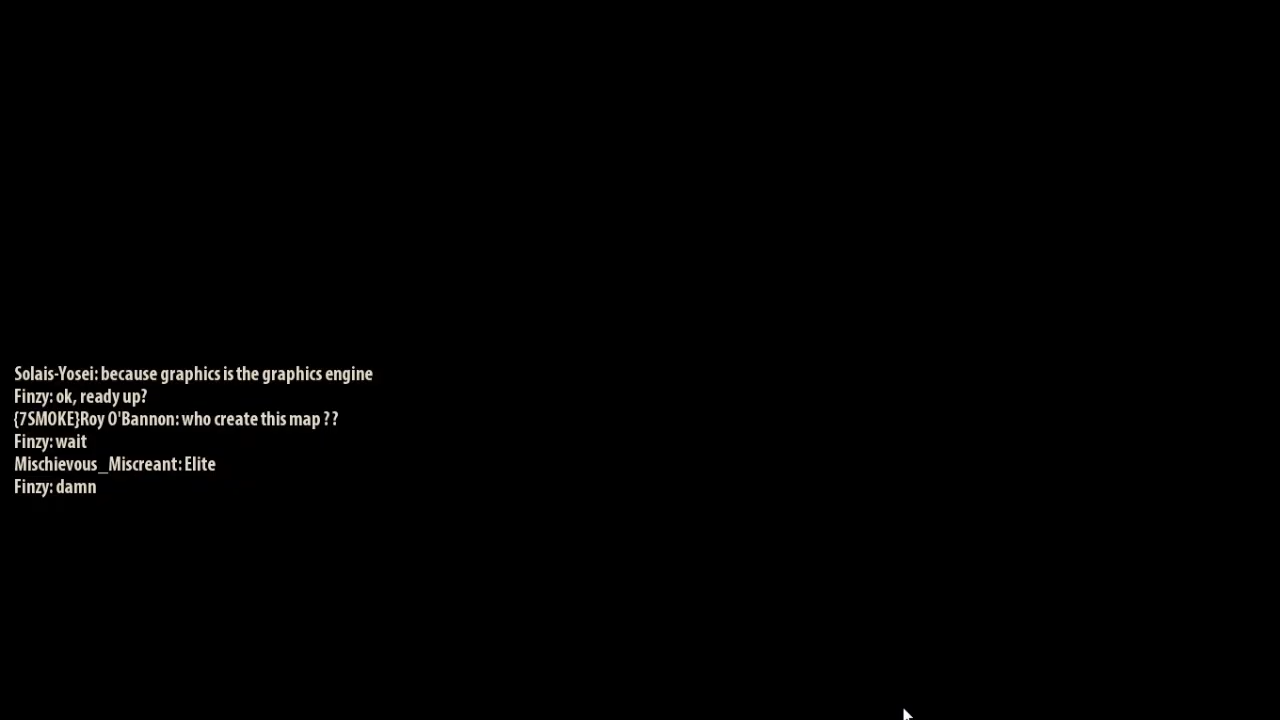 Solais-Yosei: because graphics is the graphics engine
Finzy: ok, ready up?
{7SMOKE}Roy O'Bannon: who create this map ??
Finzy: wait
Mischievous_Miscreant: Elite
Finzy: damn